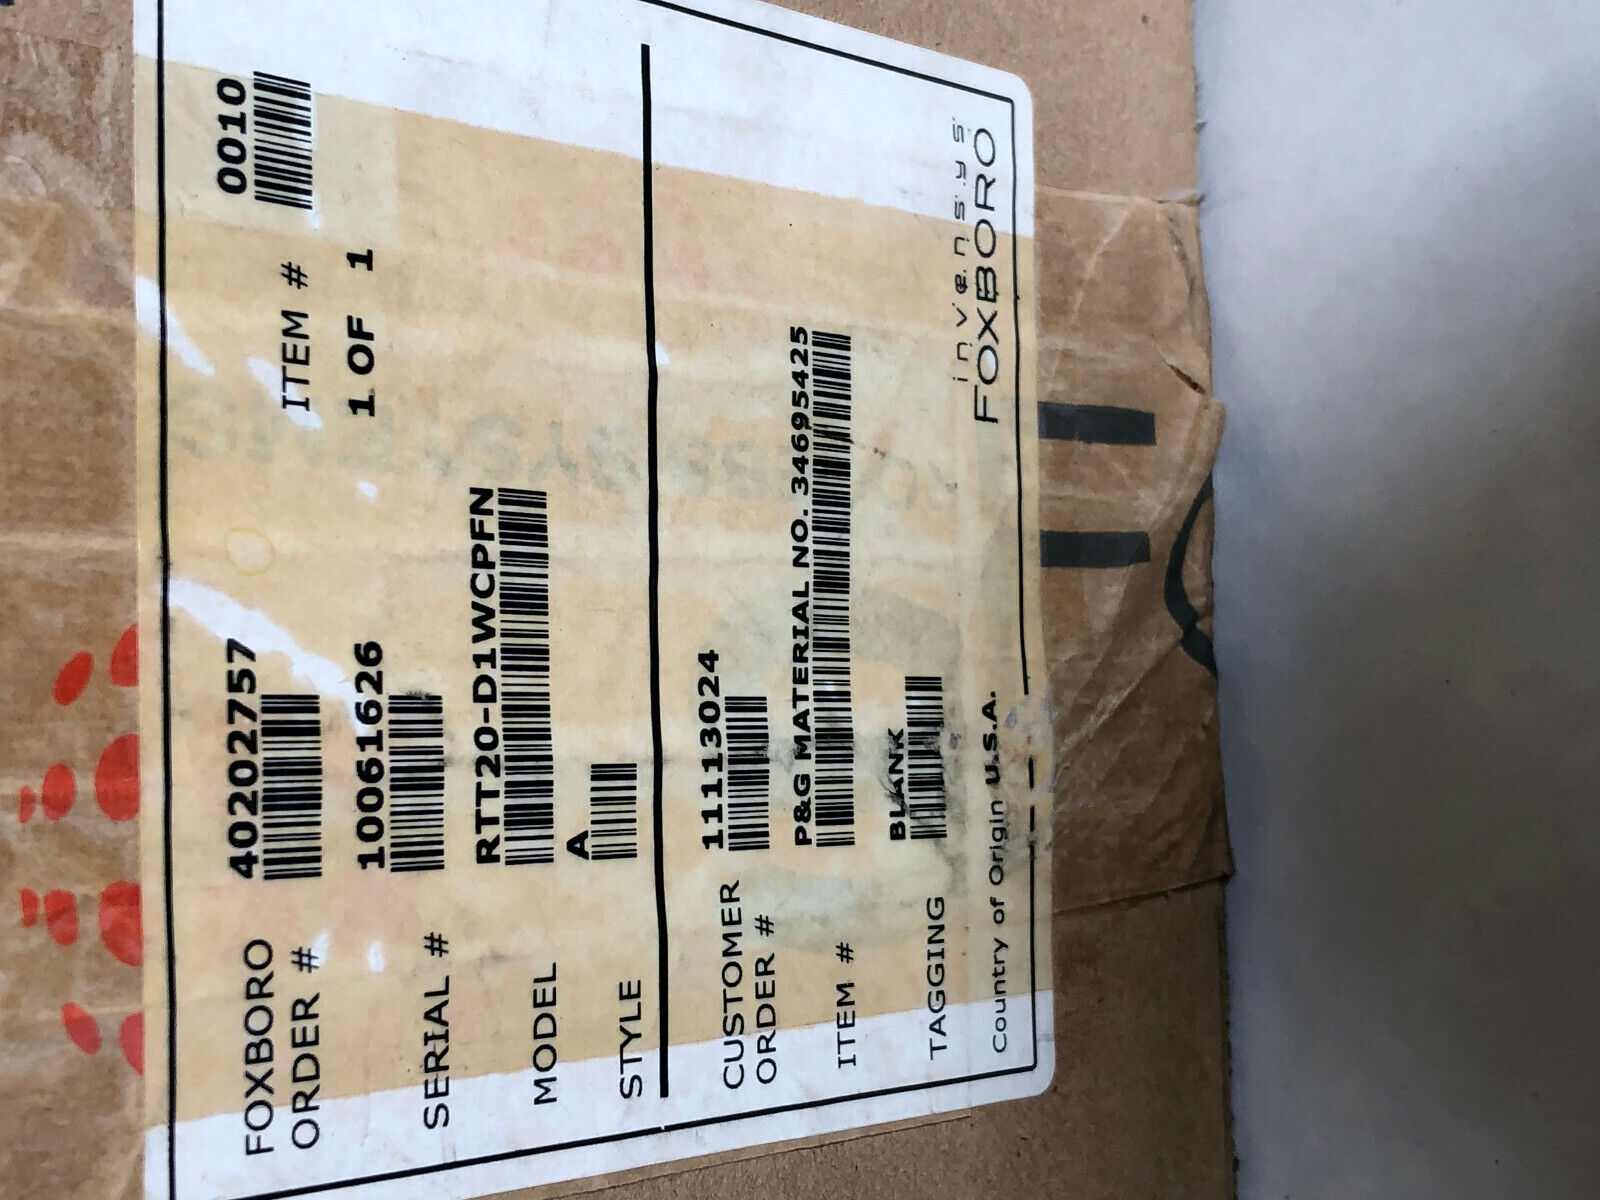 FOXBORO
ORDER # 40202757
ITEM # 0010
SERIAL # 10061626
1 OF 1
MODEL RTT20-D1WCPFN
STYLE A
CUSTOMER
ORDER # 11113024
ITEM # P&G MATERIAL NO. 34695425
TAGGING BLANK
Country of Origin U.S.A.
invensys
FOXBORO